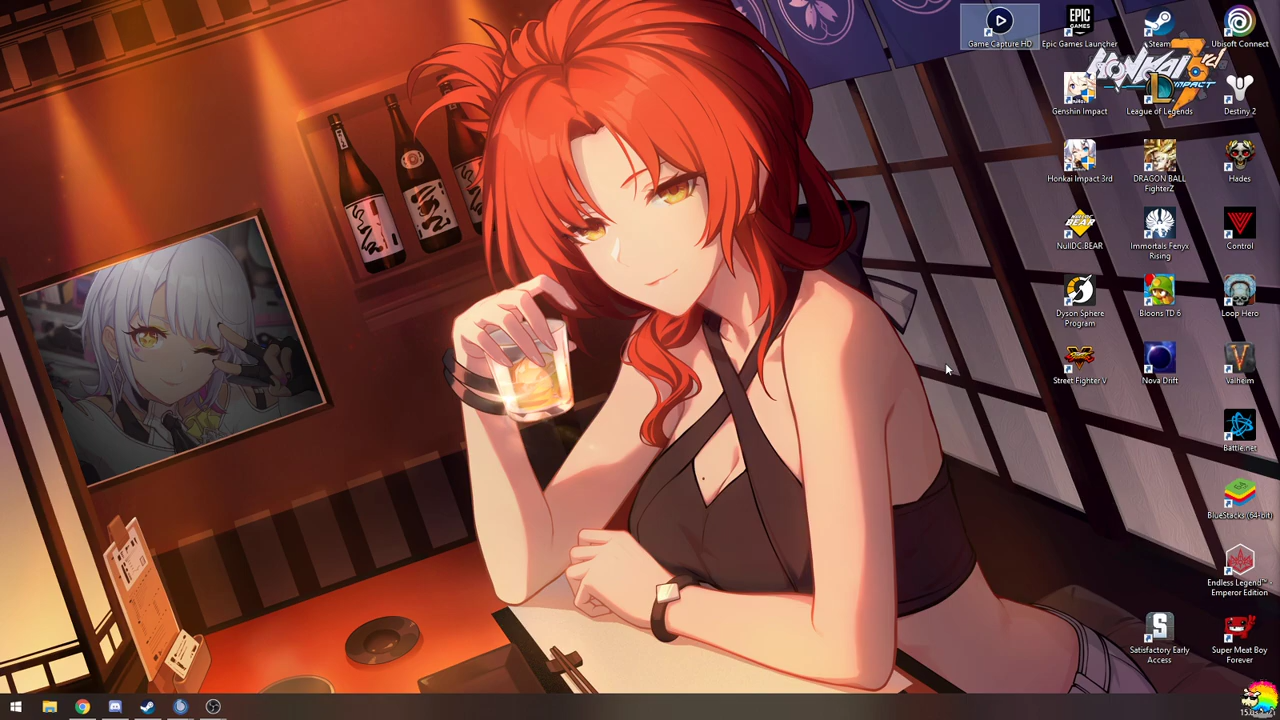 Game Capture HD
EPIC
GAMES
Epic Games Launcher
Steam
Ubisoft Connect
HONKAI 3rd
IMPACT
Genshin Impact
League of Legends
Destiny 2
Honkai Impact 3rd
DRAGON BALL
FighterZ
Hades
NullDC.BEAR
Immortals Fenyx
Rising
Control
Dyson Sphere
Program
Bloons TD 6
Loop Hero
Street Fighter V
Nova Drift
Valheim
Battle.net
BlueStacks (64-bit)
Endless Legend™ -
Emperor Edition
S
Satisfactory Early
Access
Super Meat Boy
Forever